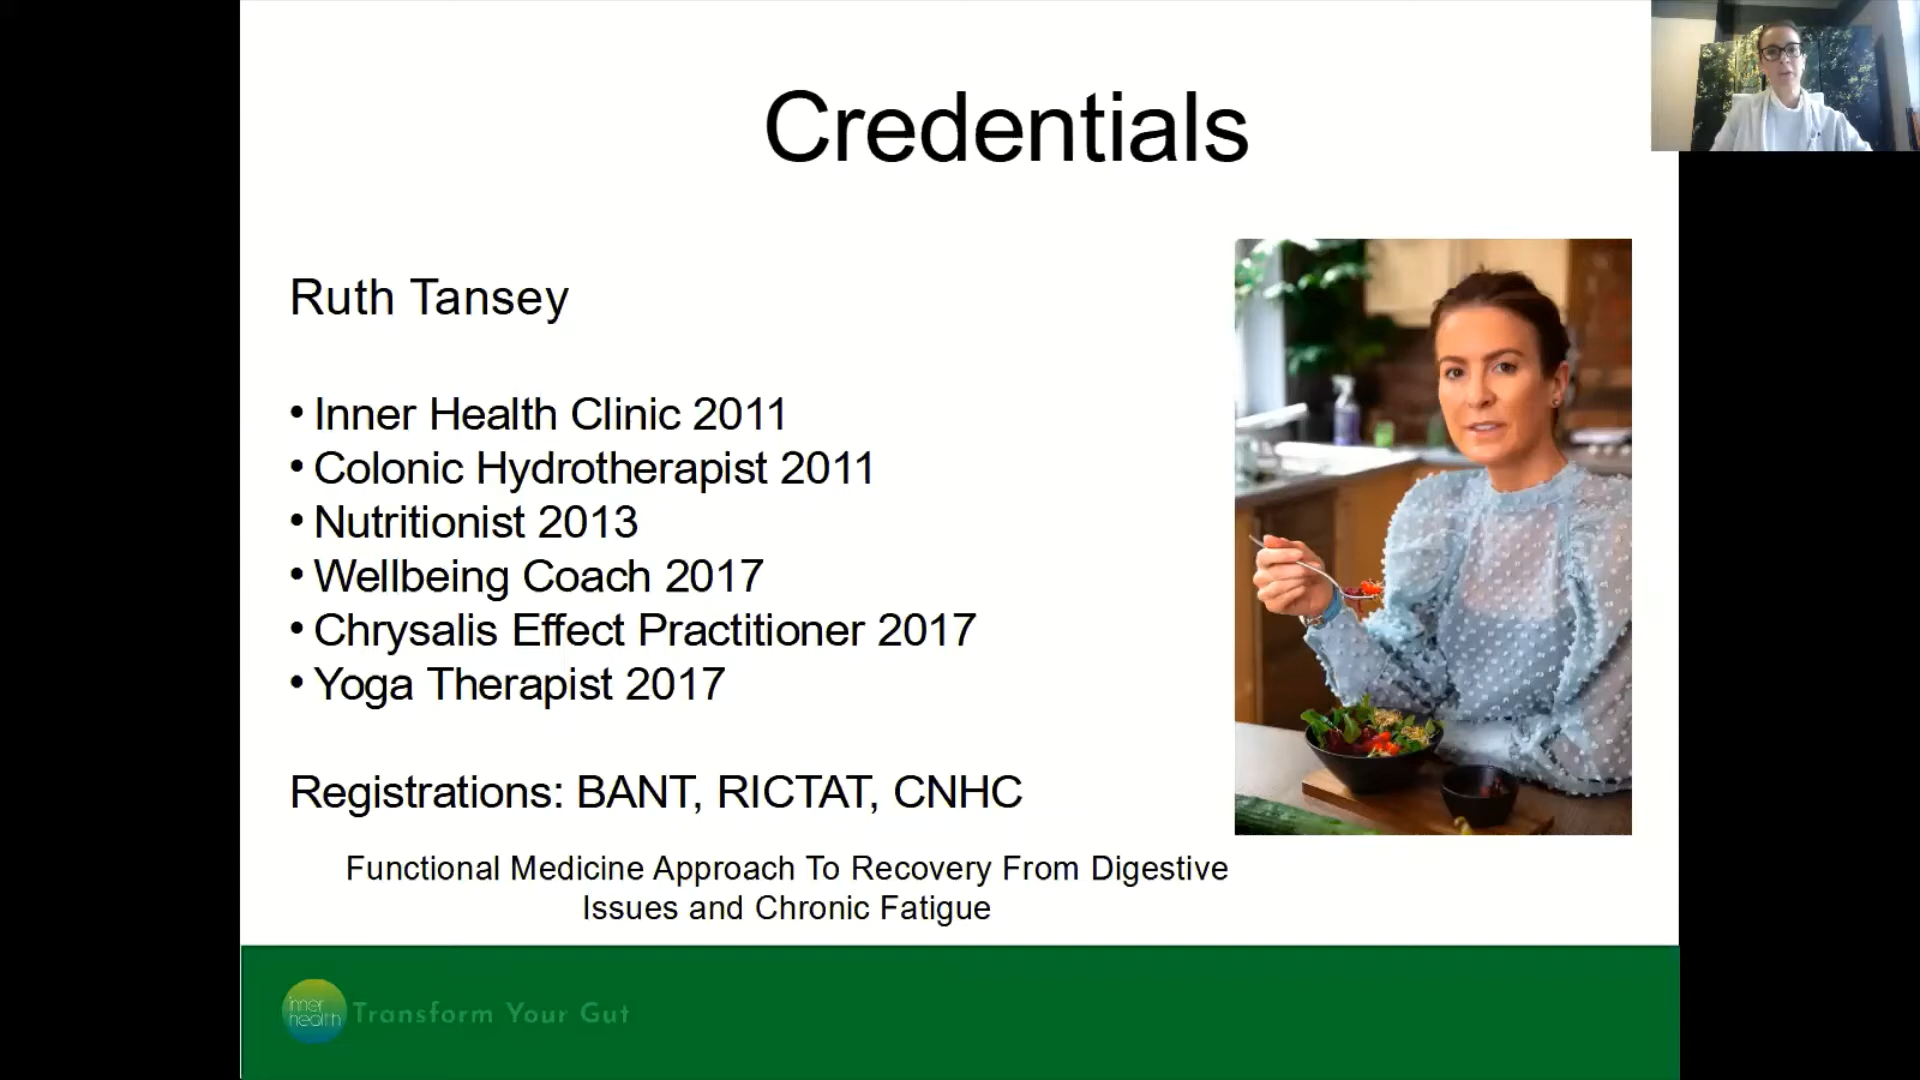 Credentials
Ruth Tansey
• Inner Health Clinic 2011
• Colonic Hydrotherapist 2011
• Nutritionist 2013
• Wellbeing Coach 2017
• Chrysalis Effect Practitioner 2017
• Yoga Therapist 2017
Registrations: BANT, RICTAT, CNHC
Functional Medicine Approach To Recovery From Digestive
Issues and Chronic Fatigue
inner
health
Transform Your Gut